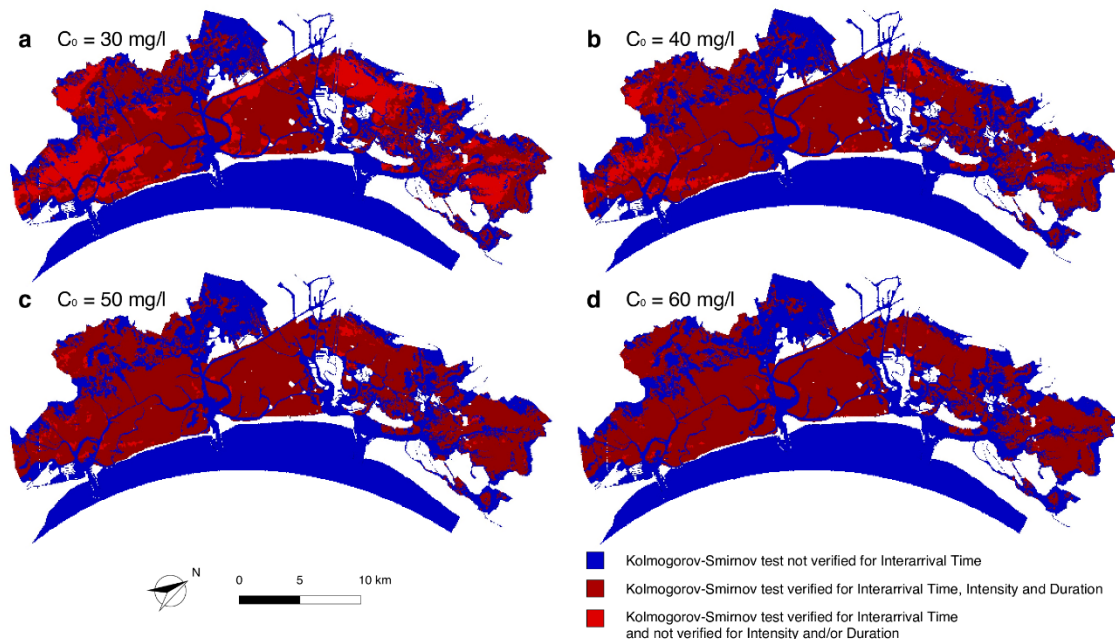 a C₀ = 30 mg/l
b C₀ = 40 mg/l
c C₀ = 50 mg/l
d C₀ = 60 mg/l
N
0 5 10 km
Kolmogorov-Smirnov test not verified for Interarrival Time
Kolmogorov-Smirnov test verified for Interarrival Time, Intensity and Duration
Kolmogorov-Smirnov test verified for Interarrival Time
and not verified for Intensity and/or Duration